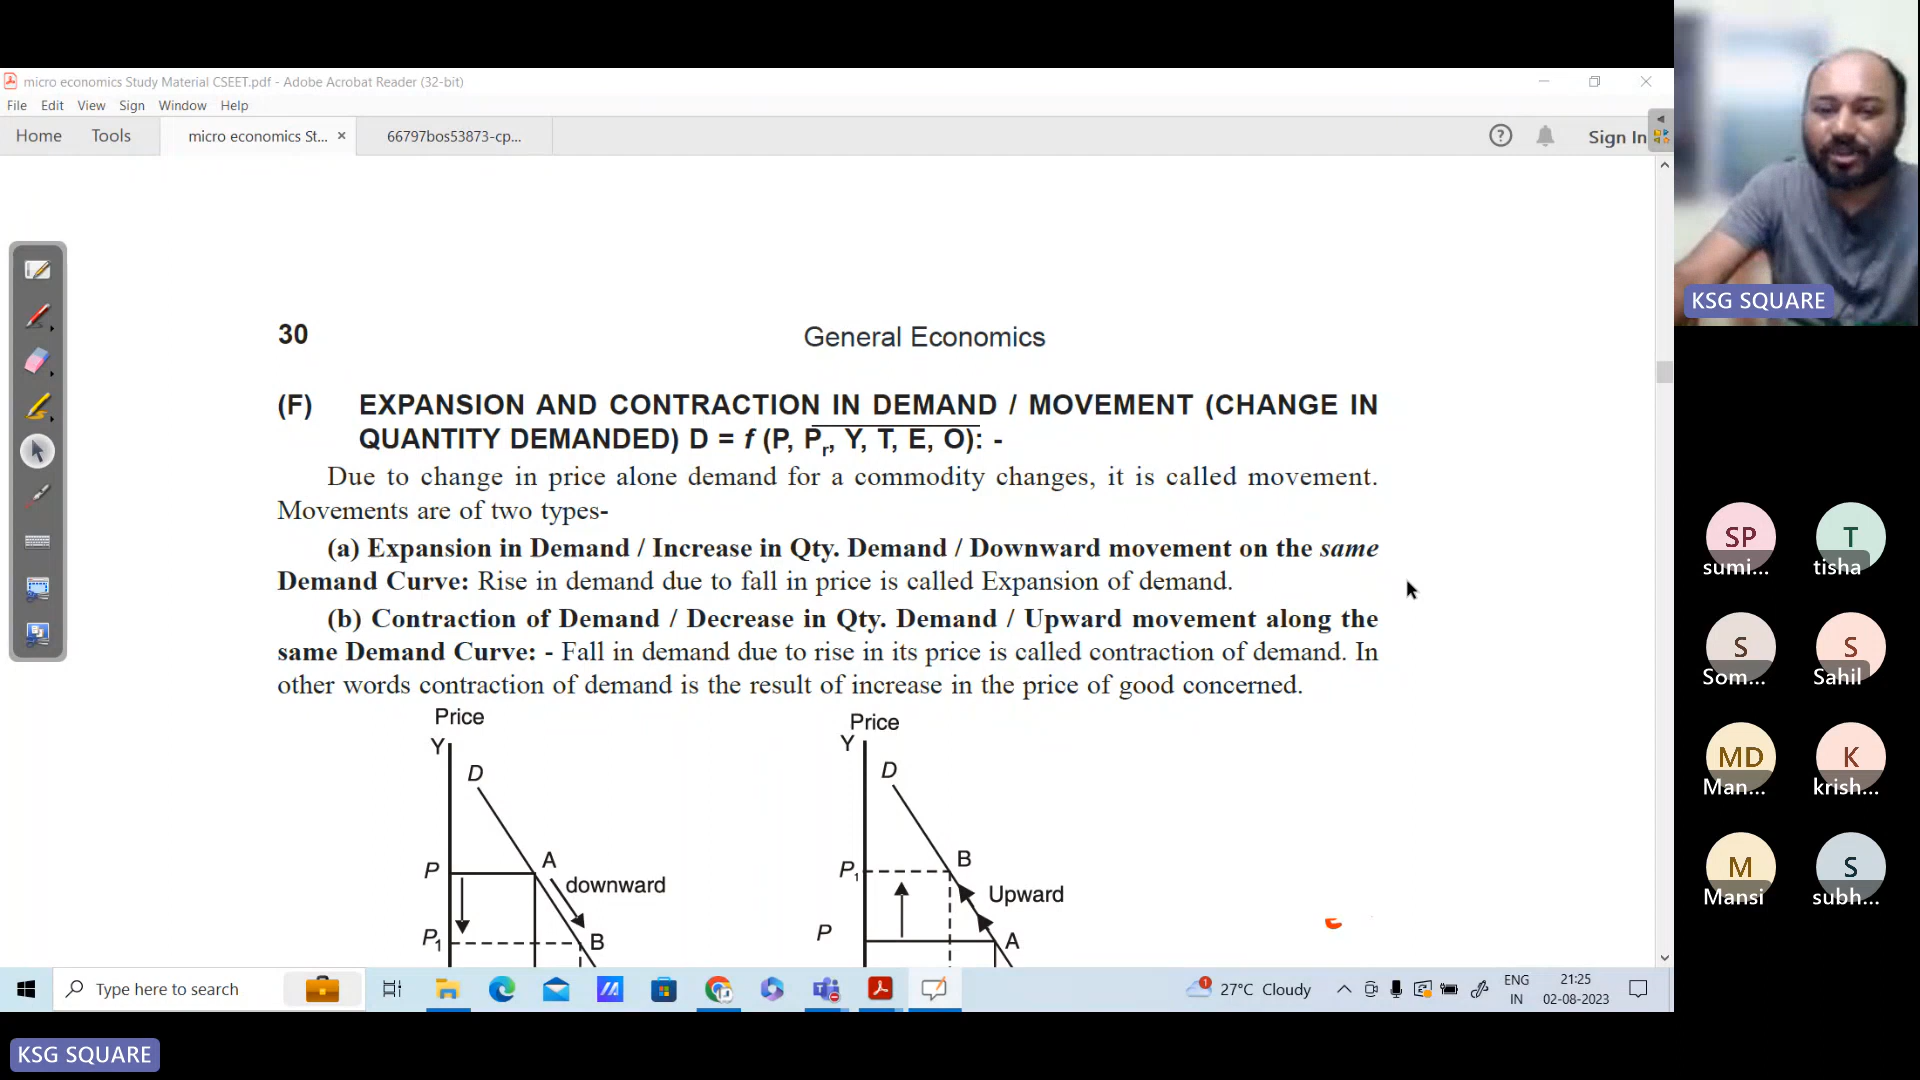 micro economics Study Material CSEET.pdf - Adobe Acrobat Reader (32-bit)
File Edit View Sign Window Help
Home Tools micro economics St... × 66797bos53873-cp... Sign In
KSG SQUARE
30 General Economics
(F) EXPANSION AND CONTRACTION IN DEMAND / MOVEMENT (CHANGE IN
QUANTITY DEMANDED) D = f (P, Pr, Y, T, E, O): -
Due to change in price alone demand for a commodity changes, it is called movement.
Movements are of two types-
(a) Expansion in Demand / Increase in Qty. Demand / Downward movement on the same
Demand Curve: Rise in demand due to fall in price is called Expansion of demand.
(b) Contraction of Demand / Decrease in Qty. Demand / Upward movement along the
same Demand Curve: - Fall in demand due to rise in its price is called contraction of demand. In
other words contraction of demand is the result of increase in the price of good concerned.
Price
Y
D
A
P
downward
P1
B
Price
Y
D
B
P1
Upward
P
A
SP T
sumi... tisha
S S
Som... Sahil
MD K
Man... krish...
M S
Mansi subh...
Type here to search
1
27°C Cloudy
ENG
IN
21:25
02-08-2023
KSG SQUARE